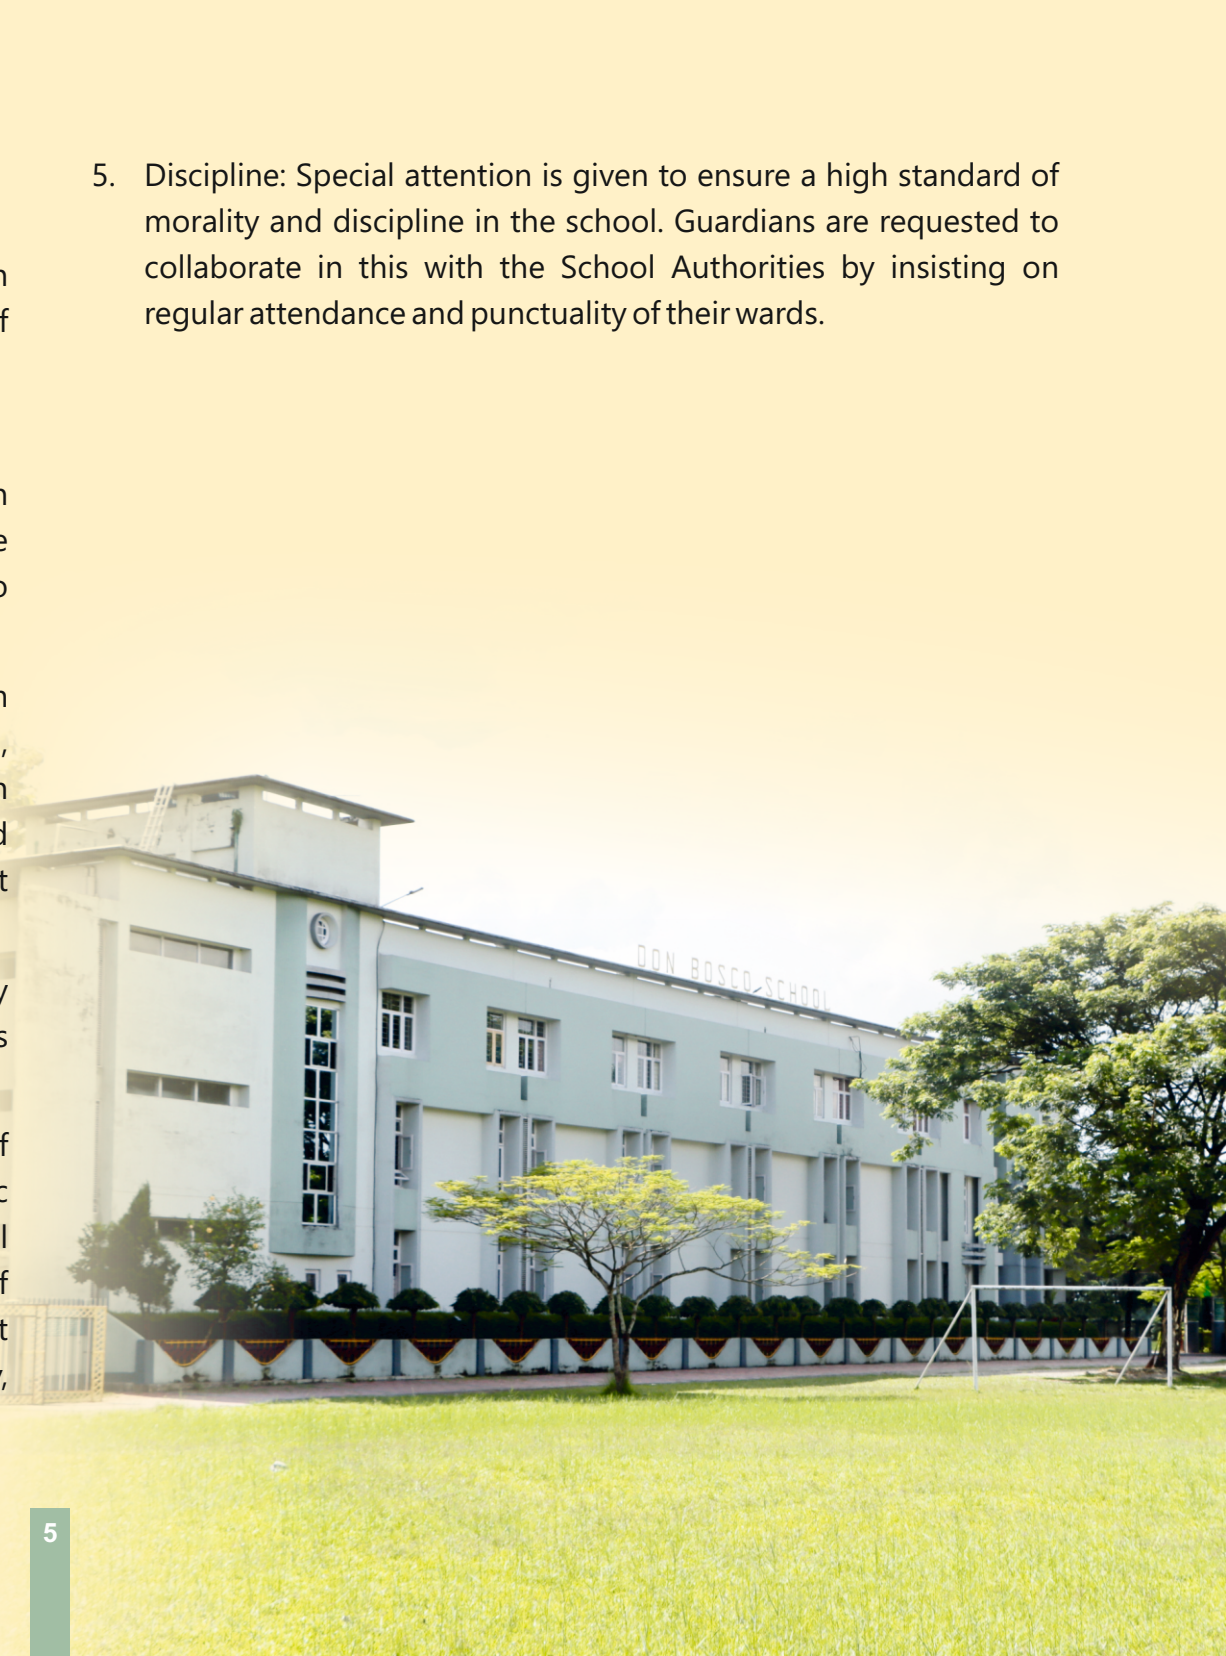 5. Discipline: Special attention is given to ensure a high standard of
morality and discipline in the school. Guardians are requested to
collaborate in this with the School Authorities by insisting on
regular attendance and punctuality of their wards.
n
f
n
e
o
n
,
n
d
t
y
s
f
c
l
f
t
,
DON BOSCO SCHOOL
5